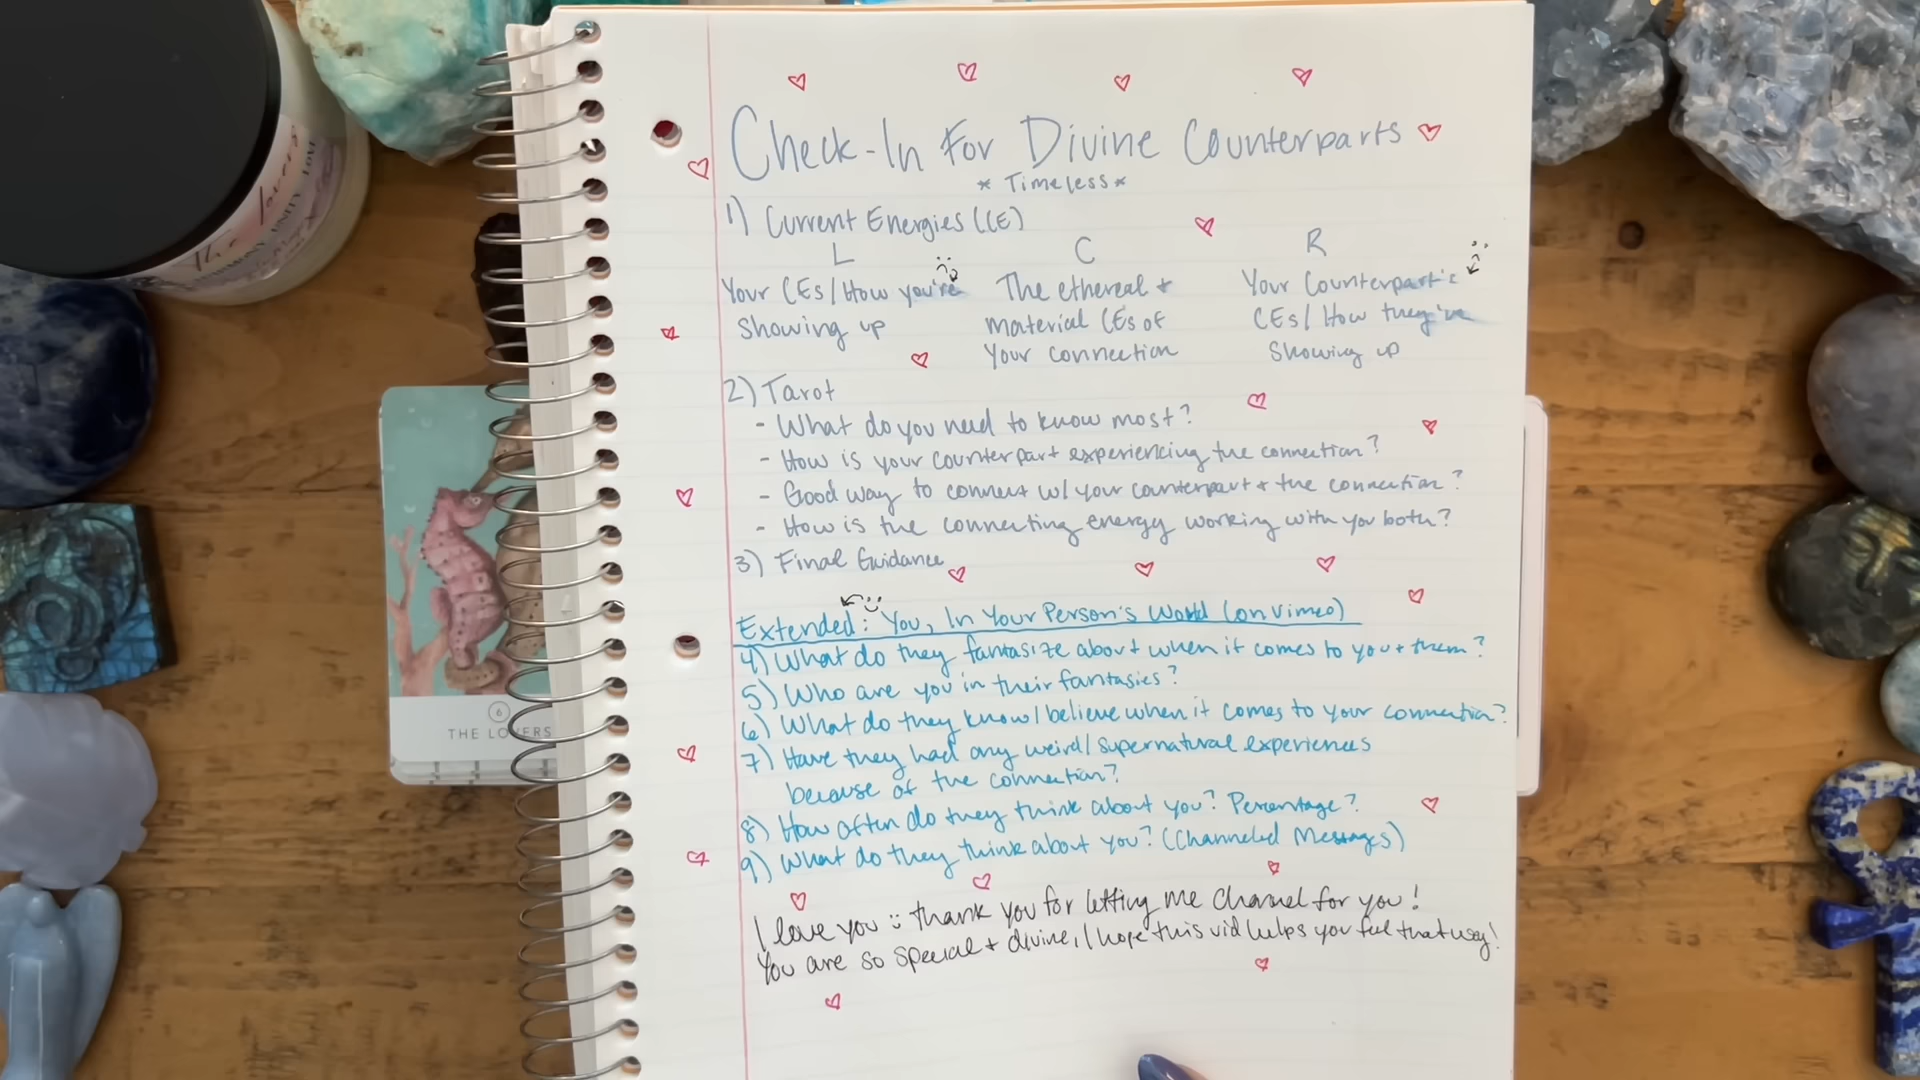 Check-In For Divine Counterparts
* Timeless *
1) Current Energies (CE)
L C R
Your CEs/How you're
showing up
The ethereal +
material CEs of
Your connection
Your Counterpart's
CEs/How they're
showing up
2) Tarot
- What do you need to know most?
- How is your counterpart experiencing the connection?
- Good way to connect w/ your counterpart + the connection?
- How is the connecting energy working with you both?
3) Final Guidance
Extended: You, In Your Person's World (on Vimeo)
4) What do they fantasize about when it comes to you + them?
5) Who are you in their fantasies?
6) What do they know/believe when it comes to your connection?
7) Have they had any weird/supernatural experiences
because of the connection?
8) How often do they think about you? Percentage?
9) What do they think about you? (Channeled Messages)
I love you :) thank you for letting me channel for you!
You are so special + divine, I hope this vid helps you feel that way!
The Lovers
6
THE LOVERS